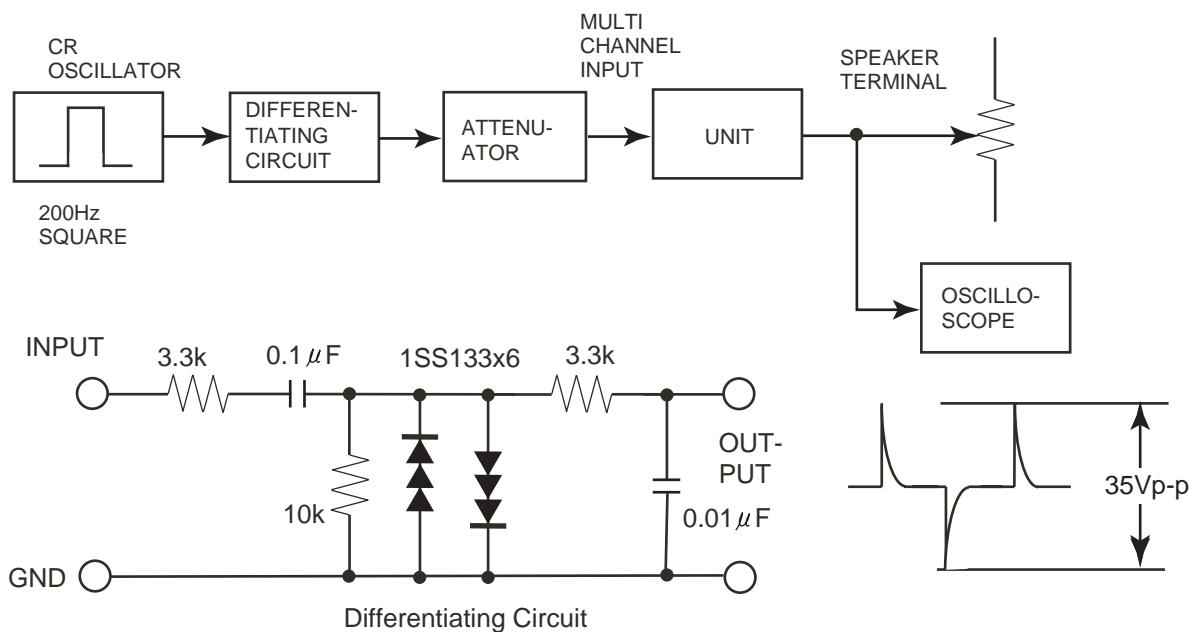 CR
OSCILLATOR
MULTI
CHANNEL
INPUT
SPEAKER
TERMINAL
DIFFEREN-
TIATING
CIRCUIT
ATTENU-
ATOR
UNIT
200Hz
SQUARE
OSCILLO-
SCOPE
INPUT
3.3k
0.1μF
1SS133x6
3.3k
OUT-
PUT
10k
0.01μF
35Vp-p
GND
Differentiating Circuit